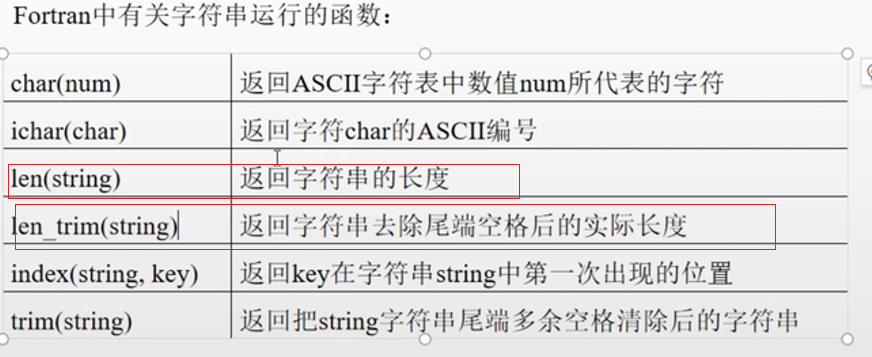 Fortran中有关字符串运行的函数：
char(num) 返回ASCII字符表中数值num所代表的字符
ichar(char) 返回字符char的ASCII编号
len(string) 返回字符串的长度
len_trim(string) 返回字符串去除尾端空格后的实际长度
index(string, key) 返回key在字符串string中第一次出现的位置
trim(string) 返回把string字符串尾端多余空格清除后的字符串